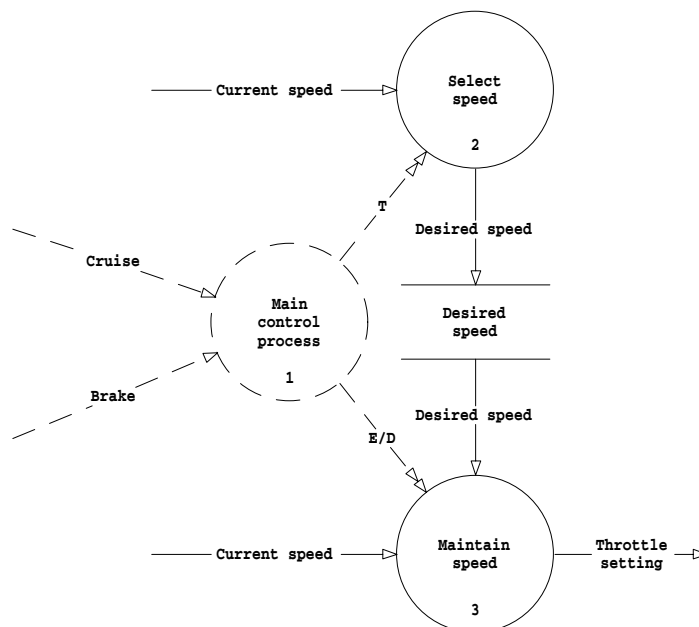 Current speed
Select
speed
2
T
Desired speed
Cruise
Main
control
process
1
Desired
speed
Brake
Desired speed
E/D
Current speed
Maintain
speed
3
Throttle
setting